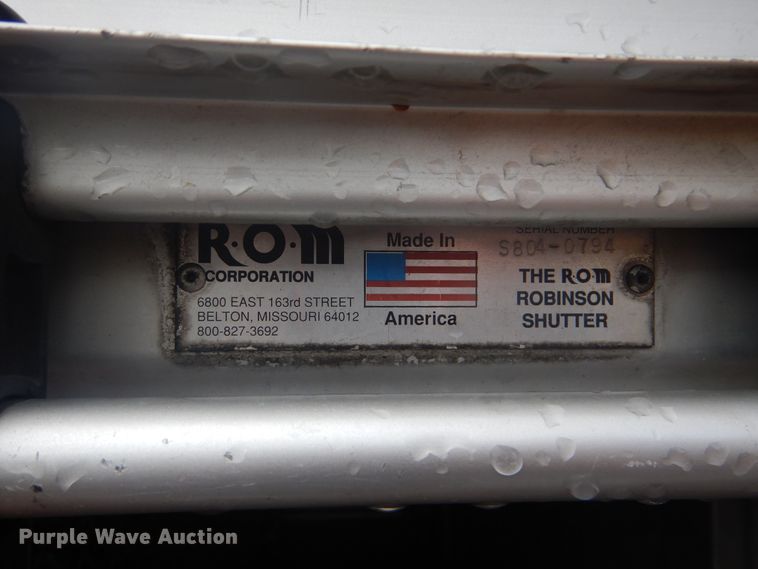 R·O·M
CORPORATION
6800 EAST 163rd STREET
BELTON, MISSOURI 64012
800-827-3692
Made In
America
SERIAL NUMBER
S804-0794
THE R·O·M
ROBINSON
SHUTTER
Purple Wave Auction